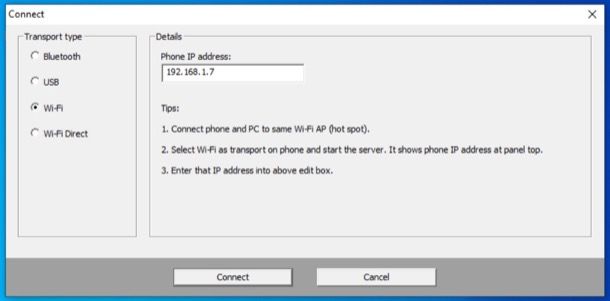 Connect
Transport type
Bluetooth
USB
Wi-Fi
Wi-Fi Direct
Details
Phone IP address:
192.168.1.7
Tips:
1. Connect phone and PC to same Wi-Fi AP (hot spot).
2. Select Wi-Fi as transport on phone and start the server. It shows phone IP address at panel top.
3. Enter that IP address into above edit box.
Connect
Cancel